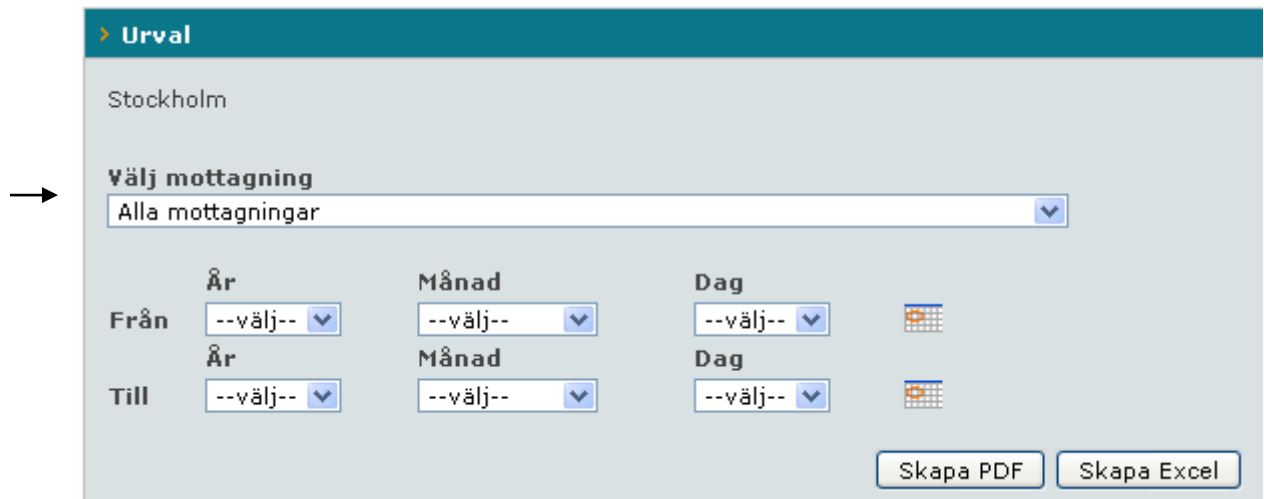 Urval
Stockholm
Välj mottagning
Alla mottagningar
År Månad Dag
Från --välj-- --välj-- --välj--
År Månad Dag
Till --välj-- --välj-- --välj--
Skapa PDF Skapa Excel